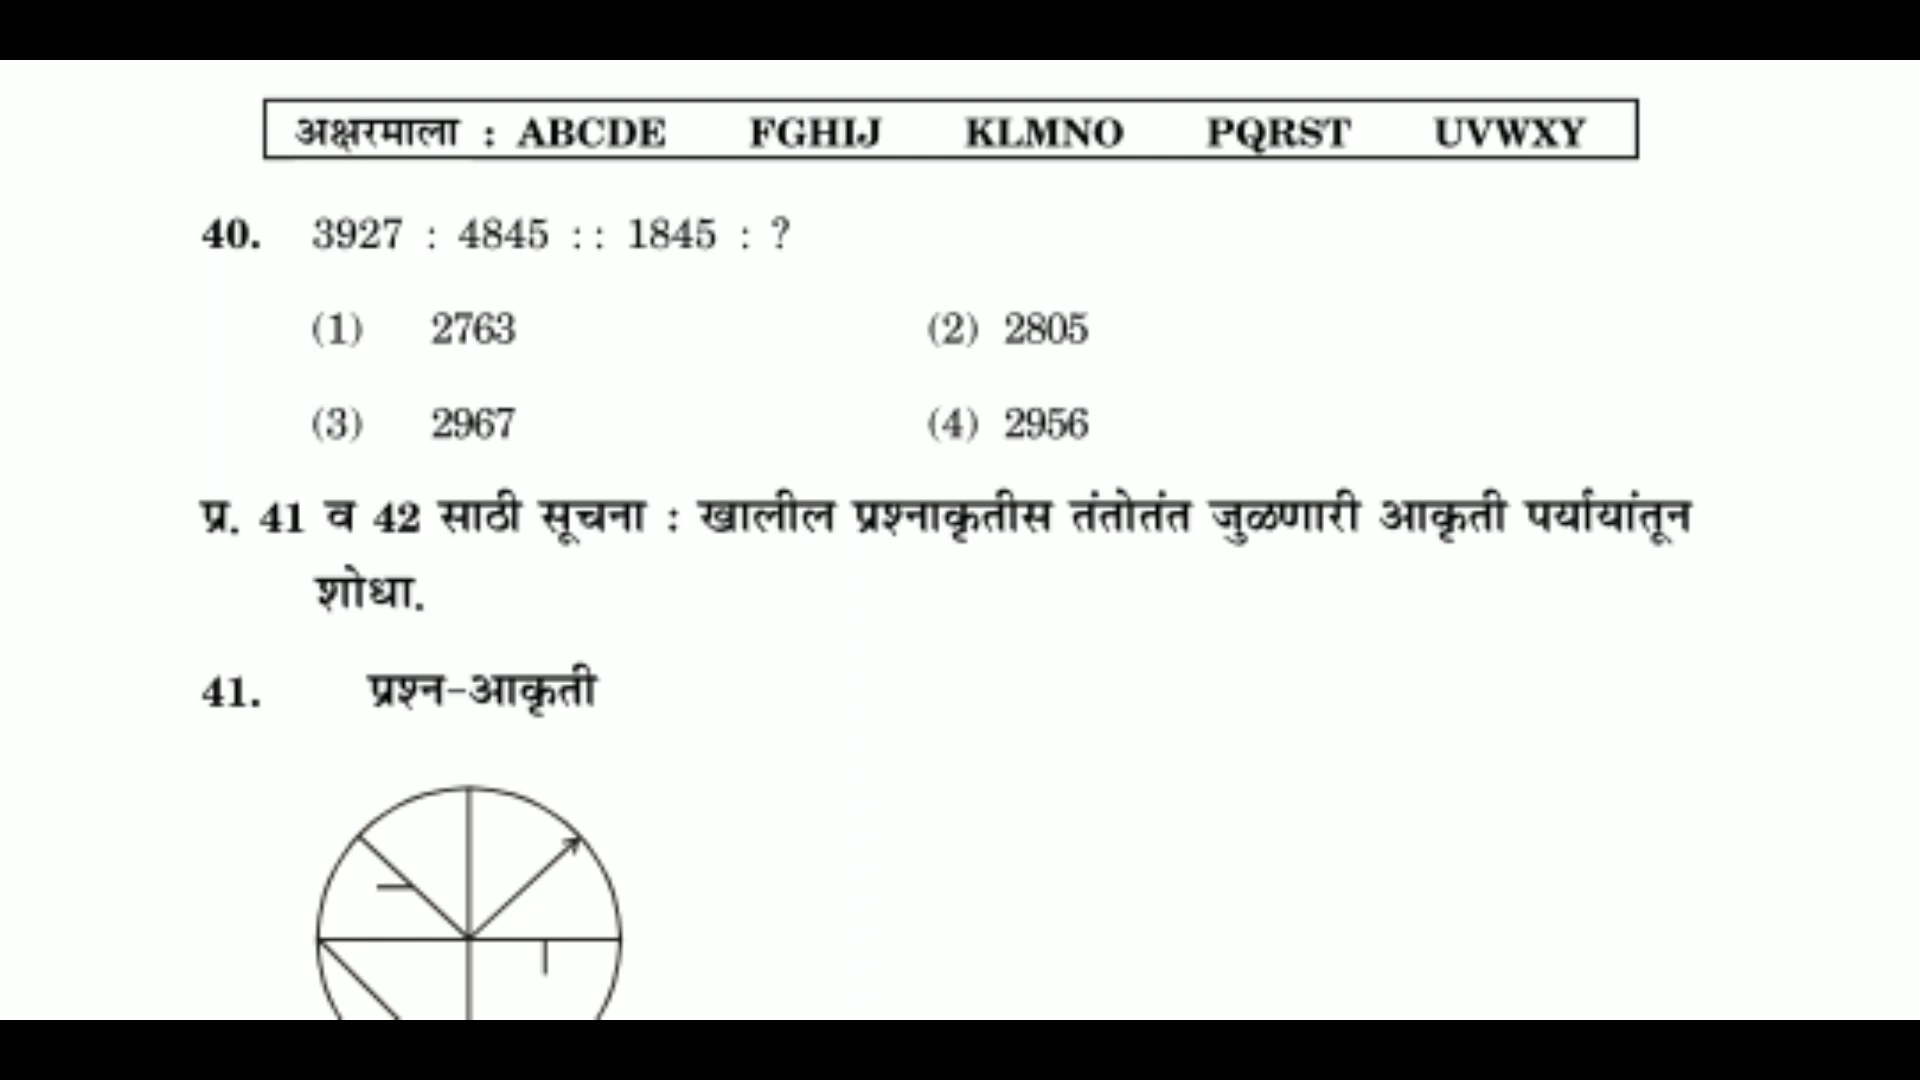 अक्षरमाला : ABCDE FGHIJ KLMNO PQRST UVWXY
40. 3927 : 4845 :: 1845 : ?
(1) 2763 (2) 2805
(3) 2967 (4) 2956
प्र. 41 व 42 साठी सूचना : खालील प्रश्नाकृतीस तंतोतंत जुळणारी आकृती पर्यायांतून
शोधा.
41. प्रश्न-आकृती